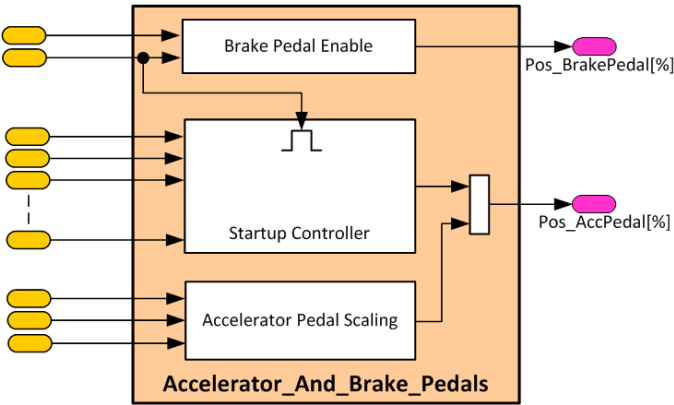 Brake Pedal Enable
Pos_BrakePedal[%]
Startup Controller
Pos_AccPedal[%]
Accelerator Pedal Scaling
Accelerator_And_Brake_Pedals